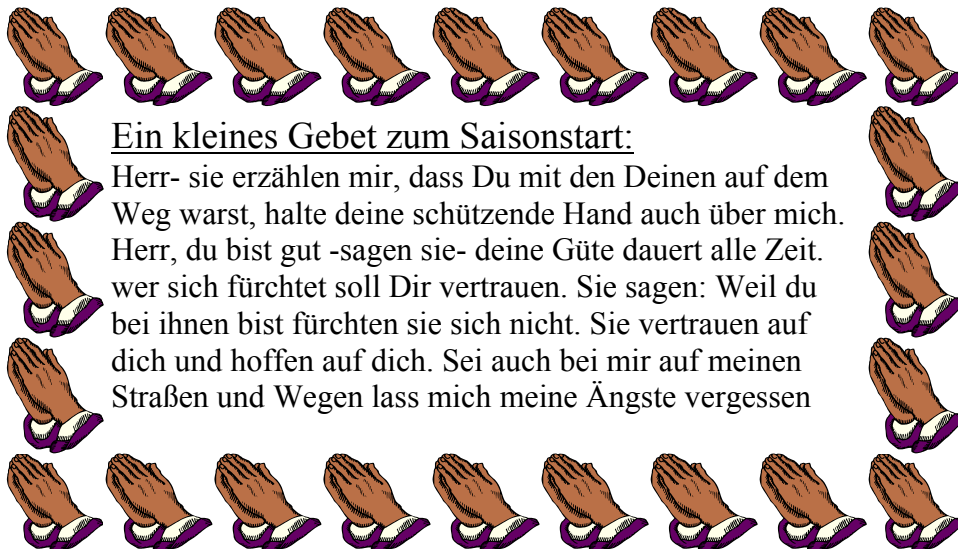 Ein kleines Gebet zum Saisonstart:
Herr- sie erzählen mir, dass Du mit den Deinen auf dem
Weg warst, halte deine schützende Hand auch über mich.
Herr, du bist gut -sagen sie- deine Güte dauert alle Zeit.
wer sich fürchtet soll Dir vertrauen. Sie sagen: Weil du
bei ihnen bist fürchten sie sich nicht. Sie vertrauen auf
dich und hoffen auf dich. Sei auch bei mir auf meinen
Straßen und Wegen lass mich meine Ängste vergessen